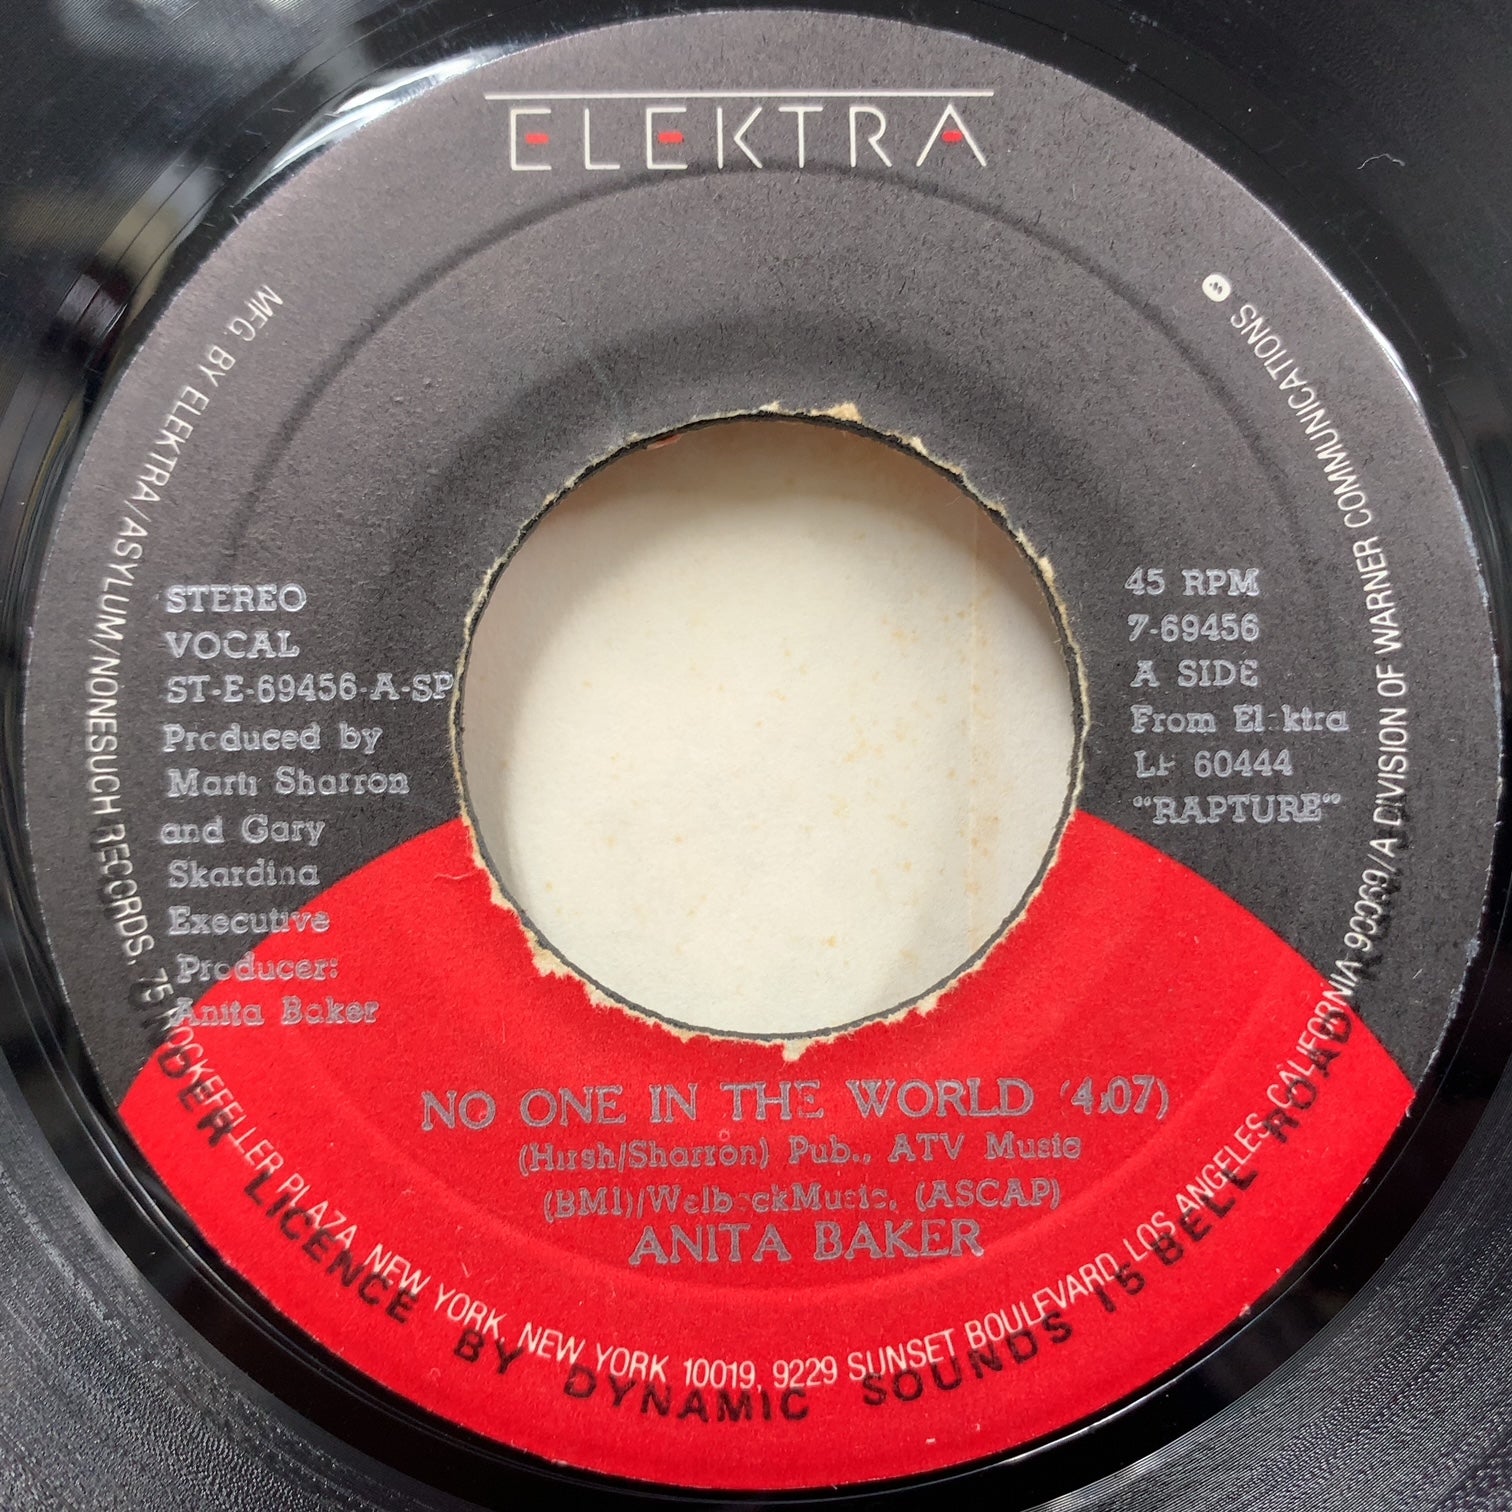 ELEKTRA
STEREO
VOCAL
ST-E-69456-A-SP
Produced by
Marti Sharron
and Gary
Skardina
Executive
Producer:
Anita Baker
45 RPM
7-69456
A SIDE
From Elektra
LP 60444
"RAPTURE"
NO ONE IN THE WORLD (4:07)
(Hirsh/Sharron) Pub., ATV Music
(BMI)/WelbeckMusic, (ASCAP)
ANITA BAKER
MFG. BY ELEKTRA/ASYLUM/NONESUCH RECORDS, 75 ROCKEFELLER PLAZA, NEW YORK, NEW YORK 10019, 9229 SUNSET BOULEVARD, LOS ANGELES, CALIFORNIA 90069/A DIVISION OF WARNER COMMUNICATIONS
UNDER LICENCE BY DYNAMIC SOUNDS 15 BELL ROAD